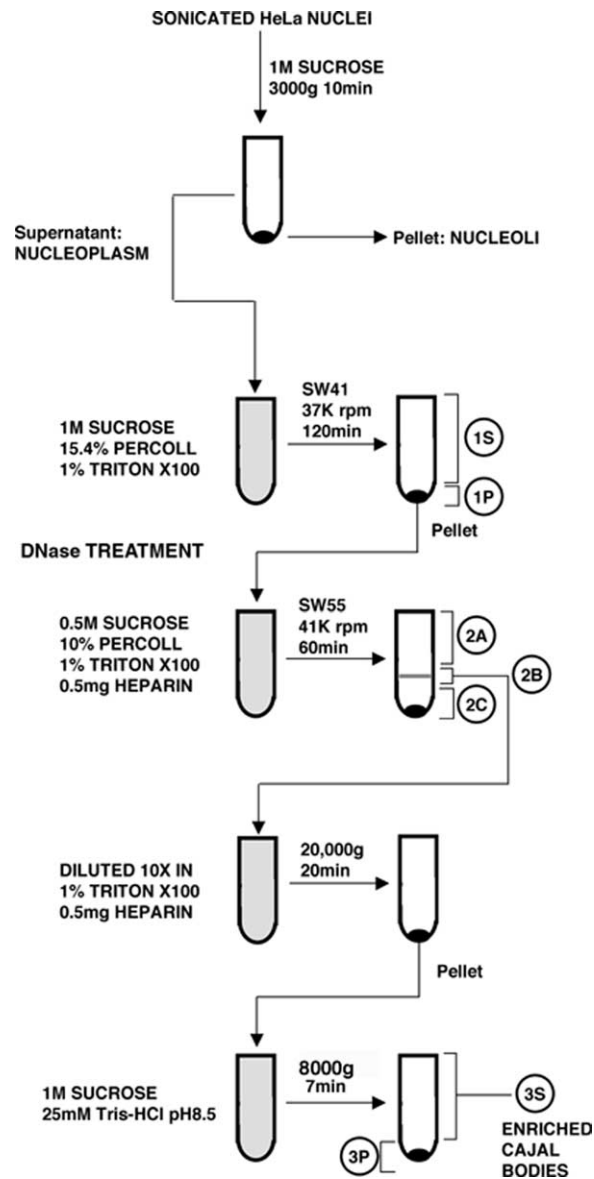 SONICATED HeLa NUCLEI
1M SUCROSE
3000g 10min
Supernatant:
NUCLEOPLASM
Pellet: NUCLEOLI
1M SUCROSE
15.4% PERCOLL
1% TRITON X100
SW41
37K rpm
120min
1S
1P
Pellet
DNase TREATMENT
0.5M SUCROSE
10% PERCOLL
1% TRITON X100
0.5mg HEPARIN
SW55
41K rpm
60min
2A
2B
2C
DILUTED 10X IN
1% TRITON X100
0.5mg HEPARIN
20,000g
20min
Pellet
1M SUCROSE
25mM Tris-HCl pH8.5
8000g
7min
3S
3P
ENRICHED
CAJAL
BODIES